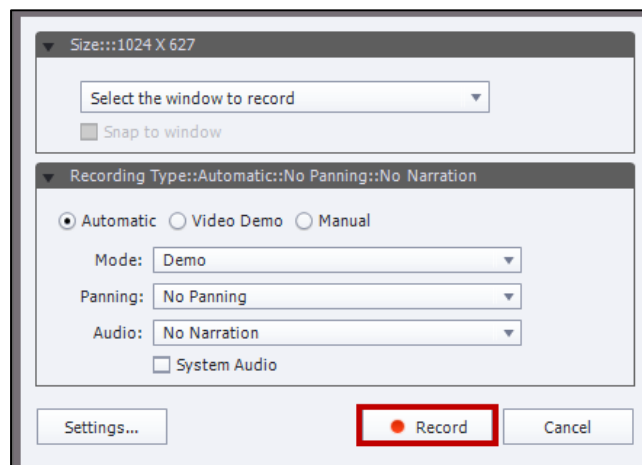 Size:::1024 X 627
Select the window to record
Snap to window
Recording Type::Automatic::No Panning::No Narration
Automatic Video Demo Manual
Mode: Demo
Panning: No Panning
Audio: No Narration
System Audio
Settings... Record Cancel